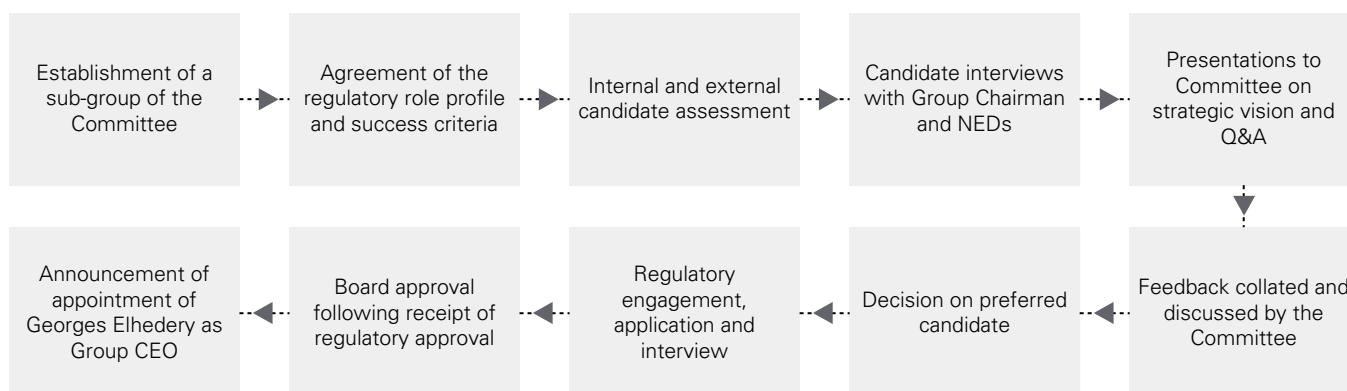 Establishment of a
sub-group of the
Committee
Agreement of the
regulatory role profile
and success criteria
Internal and external
candidate assessment
Candidate interviews
with Group Chairman
and NEDs
Presentations to
Committee on
strategic vision and
Q&A
Feedback collated and
discussed by the
Committee
Decision on preferred
candidate
Regulatory
engagement,
application and
interview
Board approval
following receipt of
regulatory approval
Announcement of
appointment of
Georges Elhedery as
Group CEO